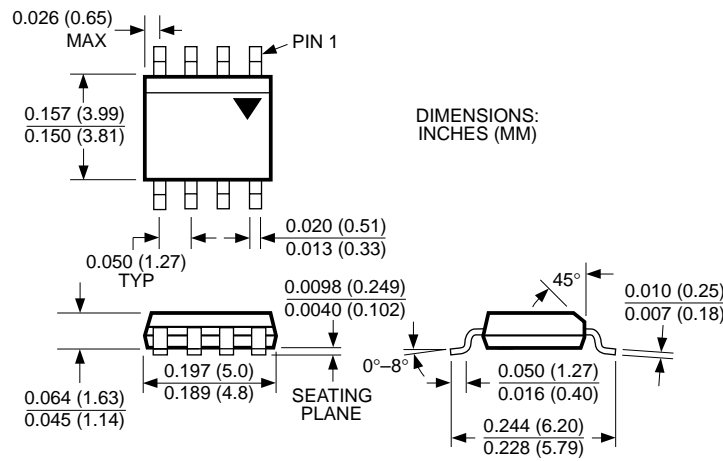 0.026 (0.65)
MAX
PIN 1
0.157 (3.99)
0.150 (3.81)
DIMENSIONS:
INCHES (MM)
0.020 (0.51)
0.013 (0.33)
0.050 (1.27)
TYP
0.0098 (0.249)
0.0040 (0.102)
45°
0.010 (0.25)
0.007 (0.18)
0°–8°
0.197 (5.0)
0.189 (4.8)
SEATING
PLANE
0.050 (1.27)
0.016 (0.40)
0.064 (1.63)
0.045 (1.14)
0.244 (6.20)
0.228 (5.79)